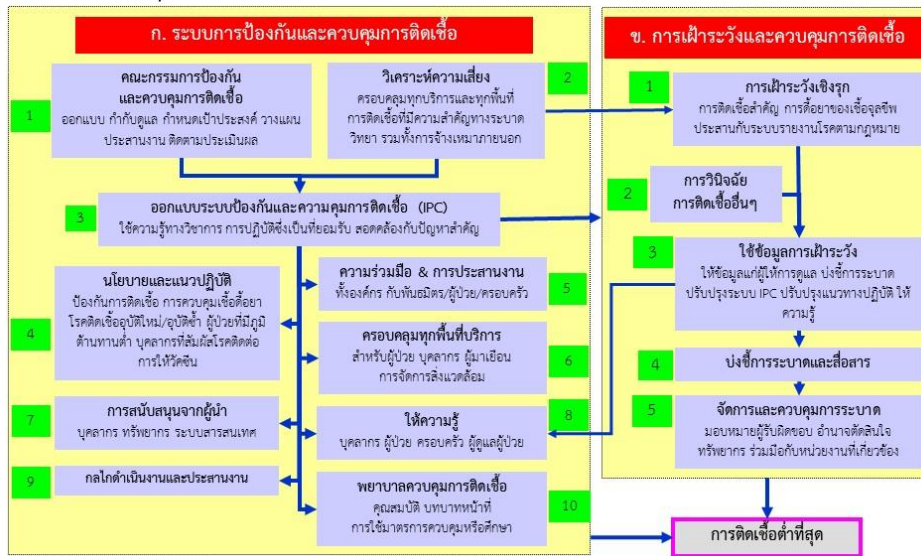 ก. ระบบการป้องกันและควบคุมการติดเชื้อ
1
คณะกรรมการป้องกัน
และควบคุมการติดเชื้อ
ออกแบบ กำกับดูแล กำหนดเป้าประสงค์ วางแผน
ประสานงาน ติดตามประเมินผล
2
วิเคราะห์ความเสี่ยง
ครอบคลุมทุกบริการและทุกพื้นที่
การติดเชื้อที่มีความสำคัญทางระบาด
วิทยา รวมทั้งการจ้างเหมาภายนอก
3
ออกแบบระบบป้องกันและความคุมการติดเชื้อ (IPC)
ใช้ความรู้ทางวิชาการ การปฏิบัติซึ่งเป็นที่ยอมรับ สอดคล้องกับปัญหาสำคัญ
4
นโยบายและแนวปฏิบัติ
ป้องกันการติดเชื้อ การควบคุมเชื้อดื้อยา
โรคติดเชื้ออุบัติใหม่/อุบัติซ้ำ ผู้ป่วยที่มีภูมิ
ต้านทานต่ำ บุคลากรที่สัมผัสโรคติดต่อ
การให้วัคซีน
ความร่วมมือ & การประสานงาน
ทั้งองค์กร กับพันธมิตร/ผู้ป่วย/ครอบครัว
5
ครอบคลุมทุกพื้นที่บริการ
สำหรับผู้ป่วย บุคลากร ผู้มาเยือน
การจัดการสิ่งแวดล้อม
6
7
การสนับสนุนจากผู้นำ
บุคลากร ทรัพยากร ระบบสารสนเทศ
ให้ความรู้
บุคลากร ผู้ป่วย ครอบครัว ผู้ดูแลผู้ป่วย
8
9
กลไกดำเนินงานและประสานงาน
พยาบาลควบคุมการติดเชื้อ
คุณสมบัติ บทบาทหน้าที่
การใช้มาตรการควบคุมหรือศึกษา
10
ข. การเฝ้าระวังและควบคุมการติดเชื้อ
1
การเฝ้าระวังเชิงรุก
การติดเชื้อสำคัญ การดื้อยาของเชื้อจุลชีพ
ประสานกับระบบรายงานโรคตามกฎหมาย
2
การวินิจฉัย
การติดเชื้ออื่นๆ
3
ใช้ข้อมูลการเฝ้าระวัง
ให้ข้อมูลแก่ผู้ให้การดูแล บ่งชี้การระบาด
ปรับปรุงระบบ IPC ปรับปรุงแนวทางปฏิบัติ ให้
ความรู้
4
บ่งชี้การระบาดและสื่อสาร
5
จัดการและควบคุมการระบาด
มอบหมายผู้รับผิดชอบ อำนาจตัดสินใจ
ทรัพยากร ร่วมมือกับหน่วยงานที่เกี่ยวข้อง
การติดเชื้อต่ำที่สุด